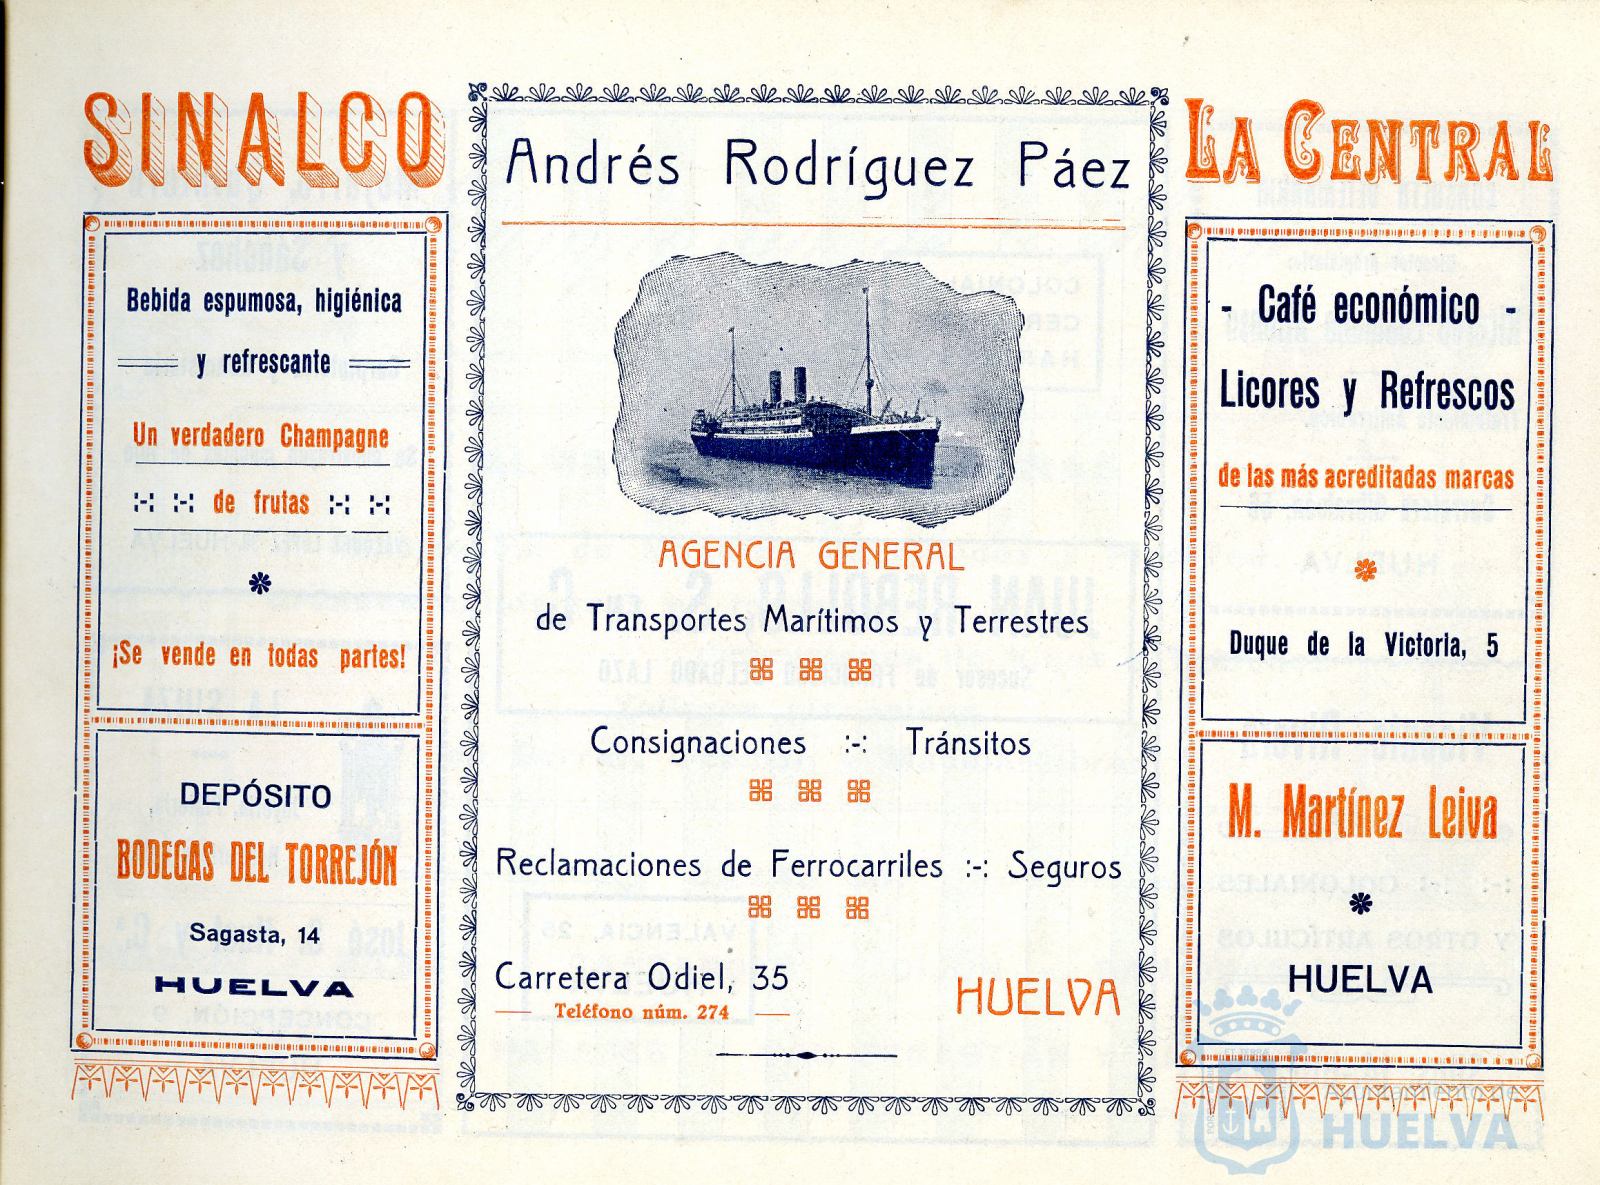 SINALCO
Bebida espumosa, higiénica
y refrescante
Un verdadero Champagne
:-: :-: de frutas :-: :-:
¡Se vende en todas partes!
DEPÓSITO
BODEGAS DEL TORREJÓN
Sagasta, 14
HUELVA
Andrés Rodríguez Páez
AGENCIA GENERAL
de Transportes Marítimos y Terrestres
Consignaciones :-: Tránsitos
Reclamaciones de Ferrocarriles :-: Seguros
Carretera Odiel, 35
Teléfono núm. 274
HUELVA
LA CENTRAL
- Café económico -
Licores y Refrescos
de las más acreditadas marcas
Duque de la Victoria, 5
M. Martínez Leiva
HUELVA
HUELVA